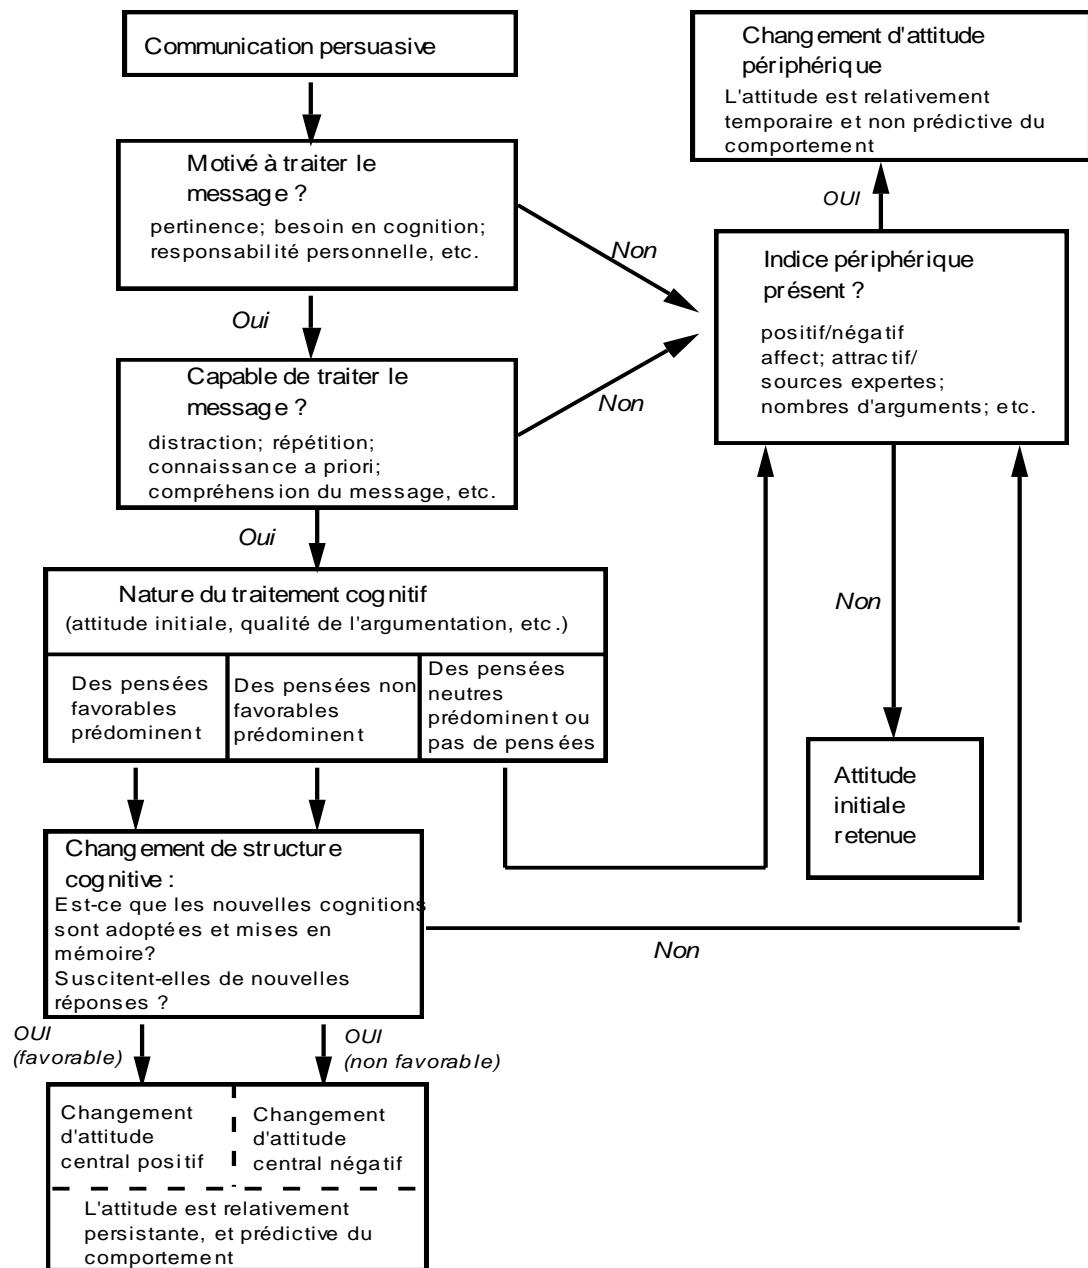 Communication persuasive
Changement d'attitude
périphérique
L'attitude est relativement
temporaire et non prédictive du
comportement
Motivé à traiter le
message ?
pertinence; besoin en cognition;
responsabilité personnelle, etc.
OUI
Non
Indice périphérique
présent ?
positif/négatif
affect; attractif/
sources expertes;
nombres d'arguments; etc.
Oui
Capable de traiter le
message ?
distraction; répétition;
connaissance a priori;
compréhension du message, etc.
Non
Oui
Nature du traitement cognitif
(attitude initiale, qualité de l'argumentation, etc.)
Des pensées
favorables
prédominent
Des pensées non
favorables
prédominent
Des pensées
neutres
prédominent ou
pas de pensées
Non
Attitude
initiale
retenue
Changement de structure
cognitive :
Est-ce que les nouvelles cognitions
sont adoptées et mises en
mémoire?
Suscitent-elles de nouvelles
réponses ?
Non
OUI
(favorable)
OUI
(non favorable)
Changement
d'attitude
central positif
Changement
d'attitude
central négatif
L'attitude est relativement
persistante, et prédictive du
comportement